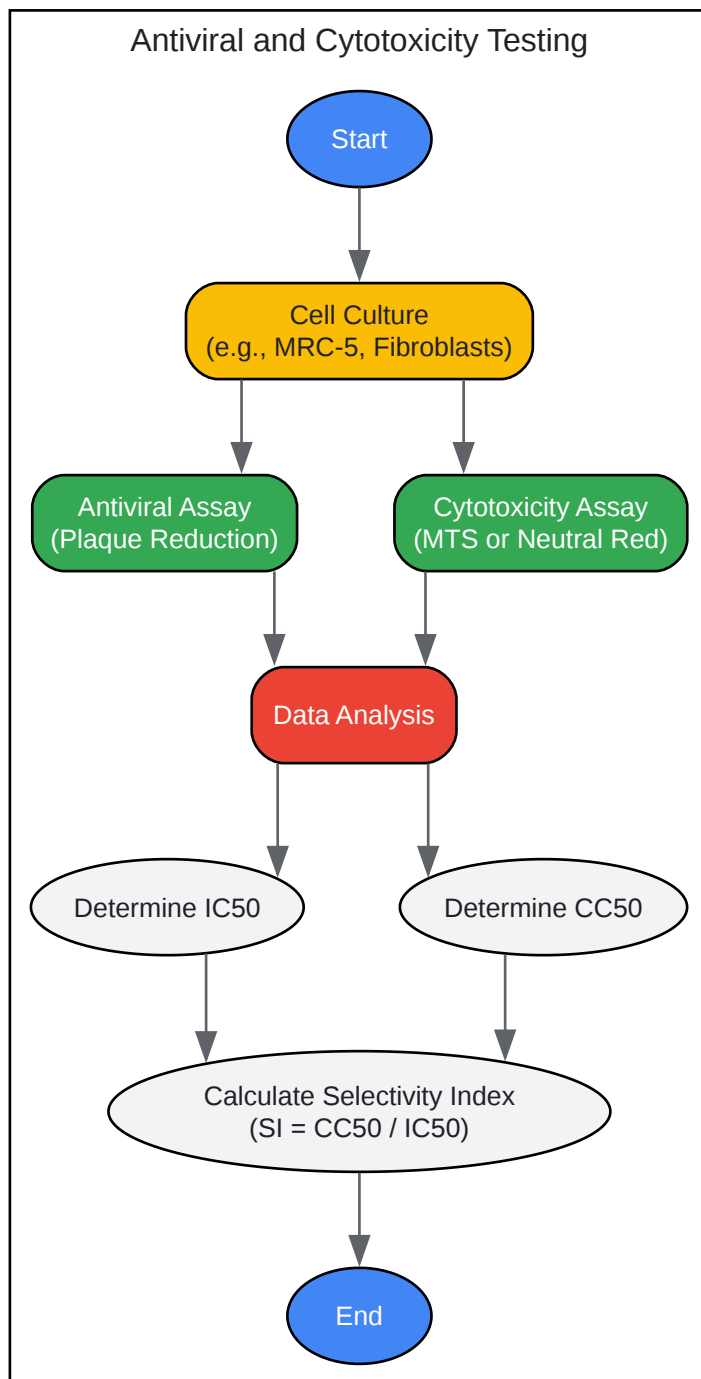 Antiviral and Cytotoxicity Testing
Start
Cell Culture
(e.g., MRC-5, Fibroblasts)
Antiviral Assay
(Plaque Reduction)
Cytotoxicity Assay
(MTS or Neutral Red)
Data Analysis
Determine IC50
Determine CC50
Calculate Selectivity Index
(SI = CC50 / IC50)
End